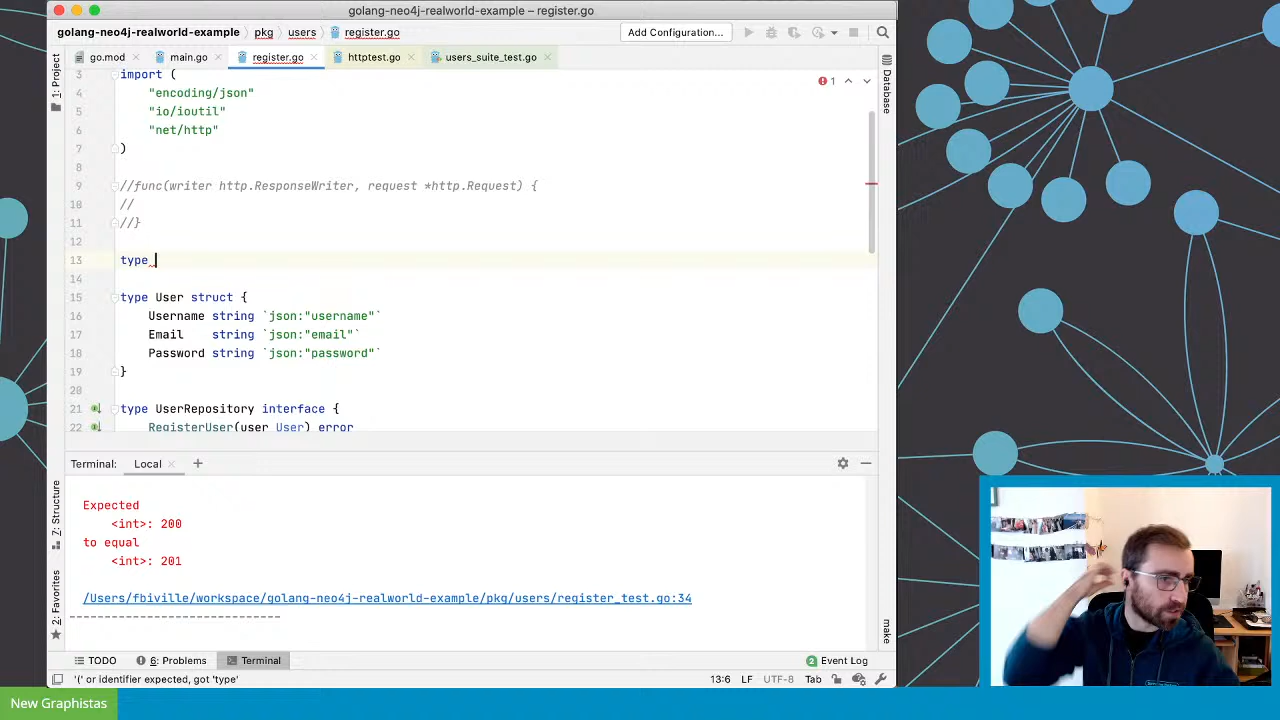 golang-neo4j-realworld-example – register.go
golang-neo4j-realworld-example
pkg
users
register.go
Add Configuration...
go.mod
main.go
register.go
httptest.go
users_suite_test.go
1: Project
Database
1
3 import (
4 "encoding/json"
5 "io/ioutil"
6 "net/http"
7 )
8
9 //func(writer http.ResponseWriter, request *http.Request) {
10 //
11 //}
12
13 type
14
15 type User struct {
16 Username string `json:"username"`
17 Email string `json:"email"`
18 Password string `json:"password"`
19 }
20
21 type UserRepository interface {
22 RegisterUser(user User) error
Terminal:
Local
Expected
<int>: 200
to equal
<int>: 201
/Users/fbiville/workspace/golang-neo4j-realworld-example/pkg/users/register_test.go:34
------------------------------
7: Structure
2: Favorites
make
TODO
6: Problems
Terminal
2 Event Log
'(' or identifier expected, got 'type'
13:6
LF
UTF-8
Tab
New Graphistas